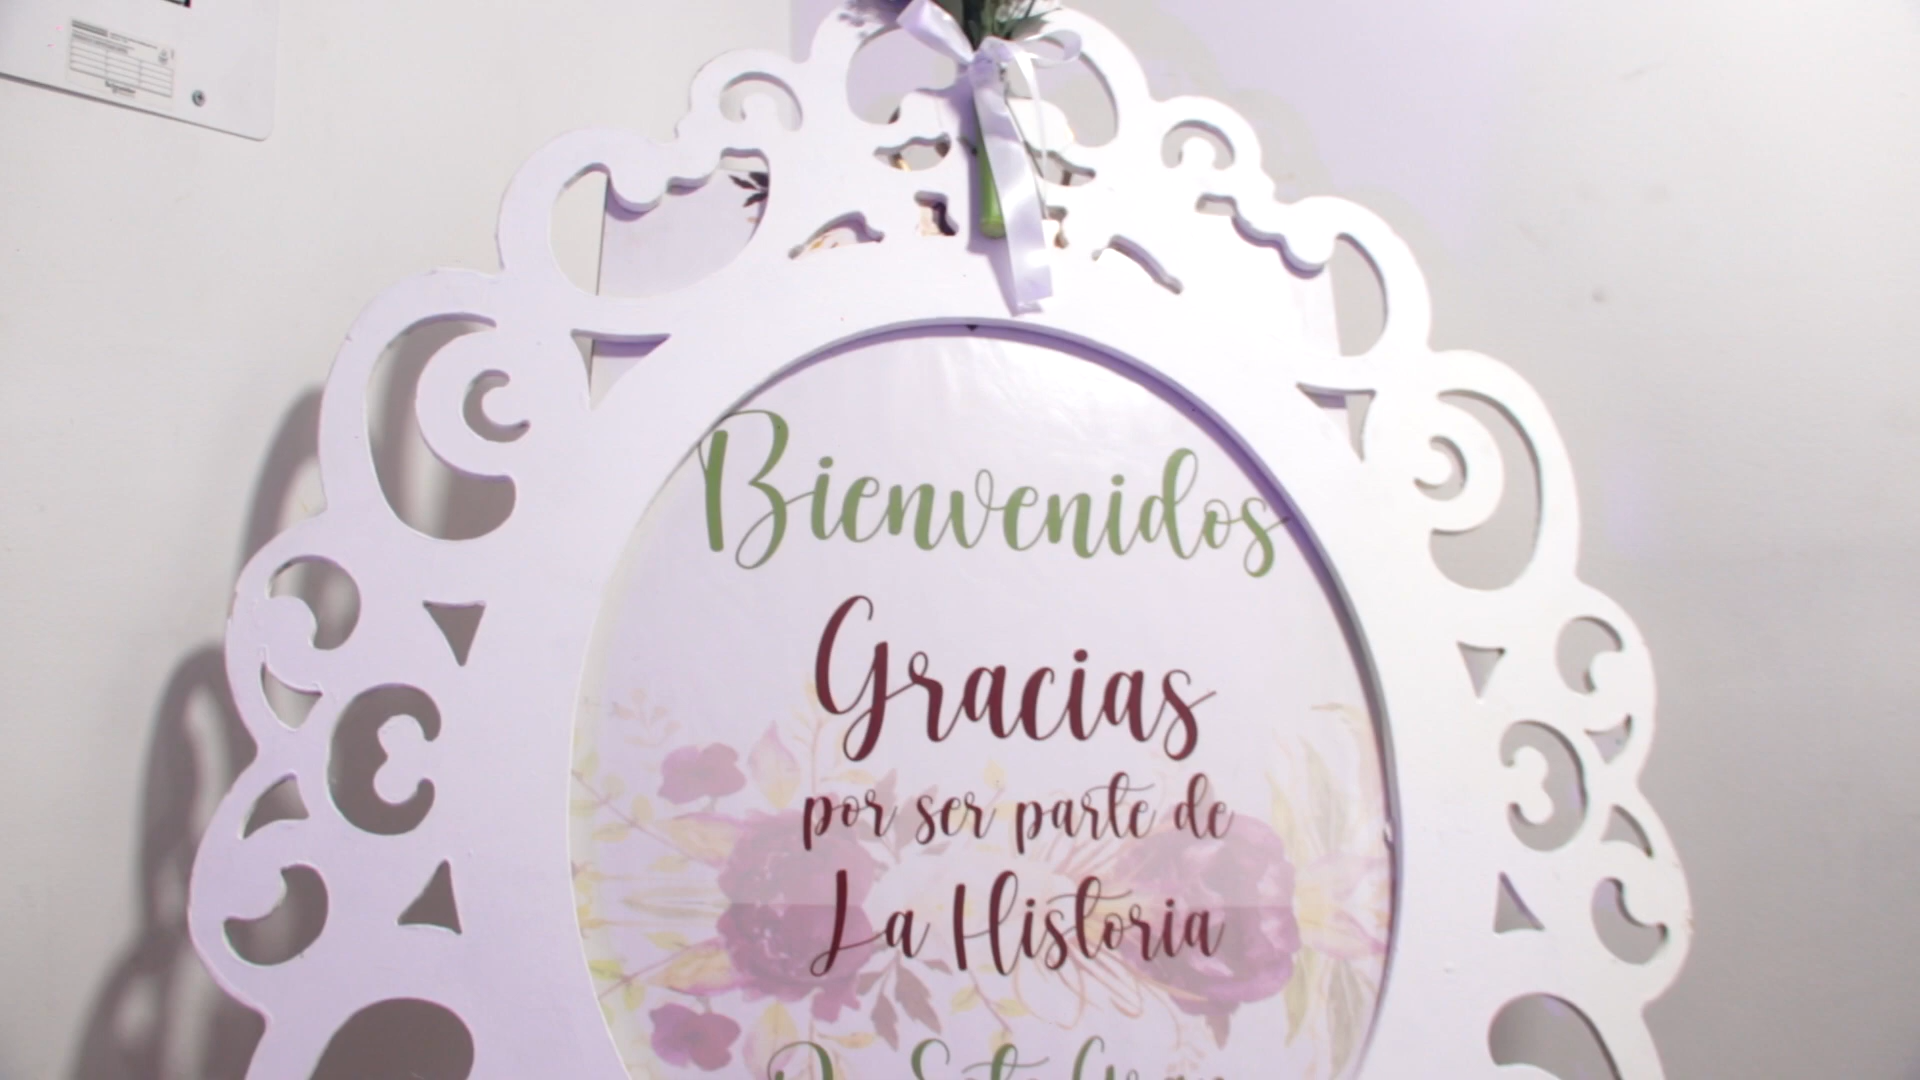 Bienvenidos
Gracias
por ser parte de
La Historia